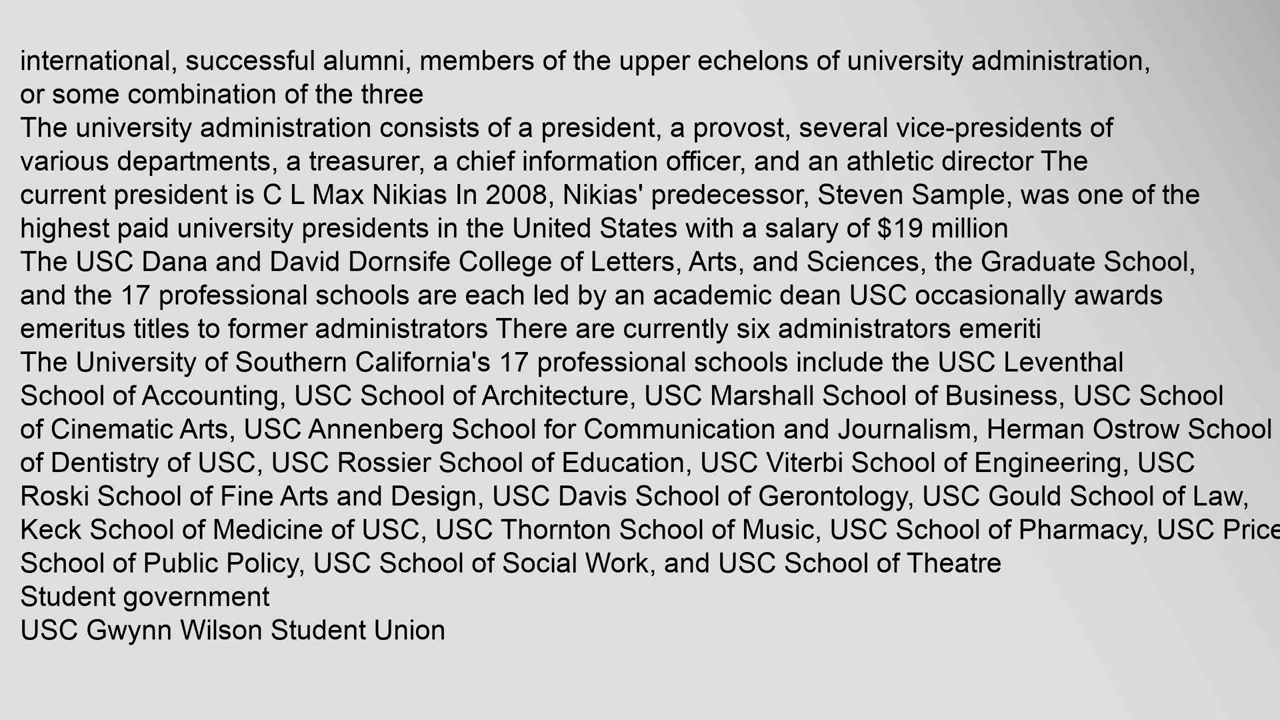 international, successful alumni, members of the upper echelons of university administration,
or some combination of the three
The university administration consists of a president, a provost, several vice-presidents of
various departments, a treasurer, a chief information officer, and an athletic director The
current president is C L Max Nikias In 2008, Nikias' predecessor, Steven Sample, was one of the
highest paid university presidents in the United States with a salary of $19 million
The USC Dana and David Dornsife College of Letters, Arts, and Sciences, the Graduate School,
and the 17 professional schools are each led by an academic dean USC occasionally awards
emeritus titles to former administrators There are currently six administrators emeriti
The University of Southern California's 17 professional schools include the USC Leventhal
School of Accounting, USC School of Architecture, USC Marshall School of Business, USC School
of Cinematic Arts, USC Annenberg School for Communication and Journalism, Herman Ostrow School
of Dentistry of USC, USC Rossier School of Education, USC Viterbi School of Engineering, USC
Roski School of Fine Arts and Design, USC Davis School of Gerontology, USC Gould School of Law,
Keck School of Medicine of USC, USC Thornton School of Music, USC School of Pharmacy, USC Price
School of Public Policy, USC School of Social Work, and USC School of Theatre
Student government
USC Gwynn Wilson Student Union